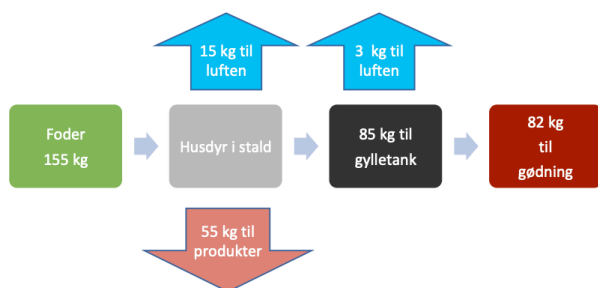 15 kg til
luften
3 kg til
luften
Foder
155 kg
Husdyr i stald
85 kg til
gylletank
82 kg
til
gødning
55 kg til
produkter